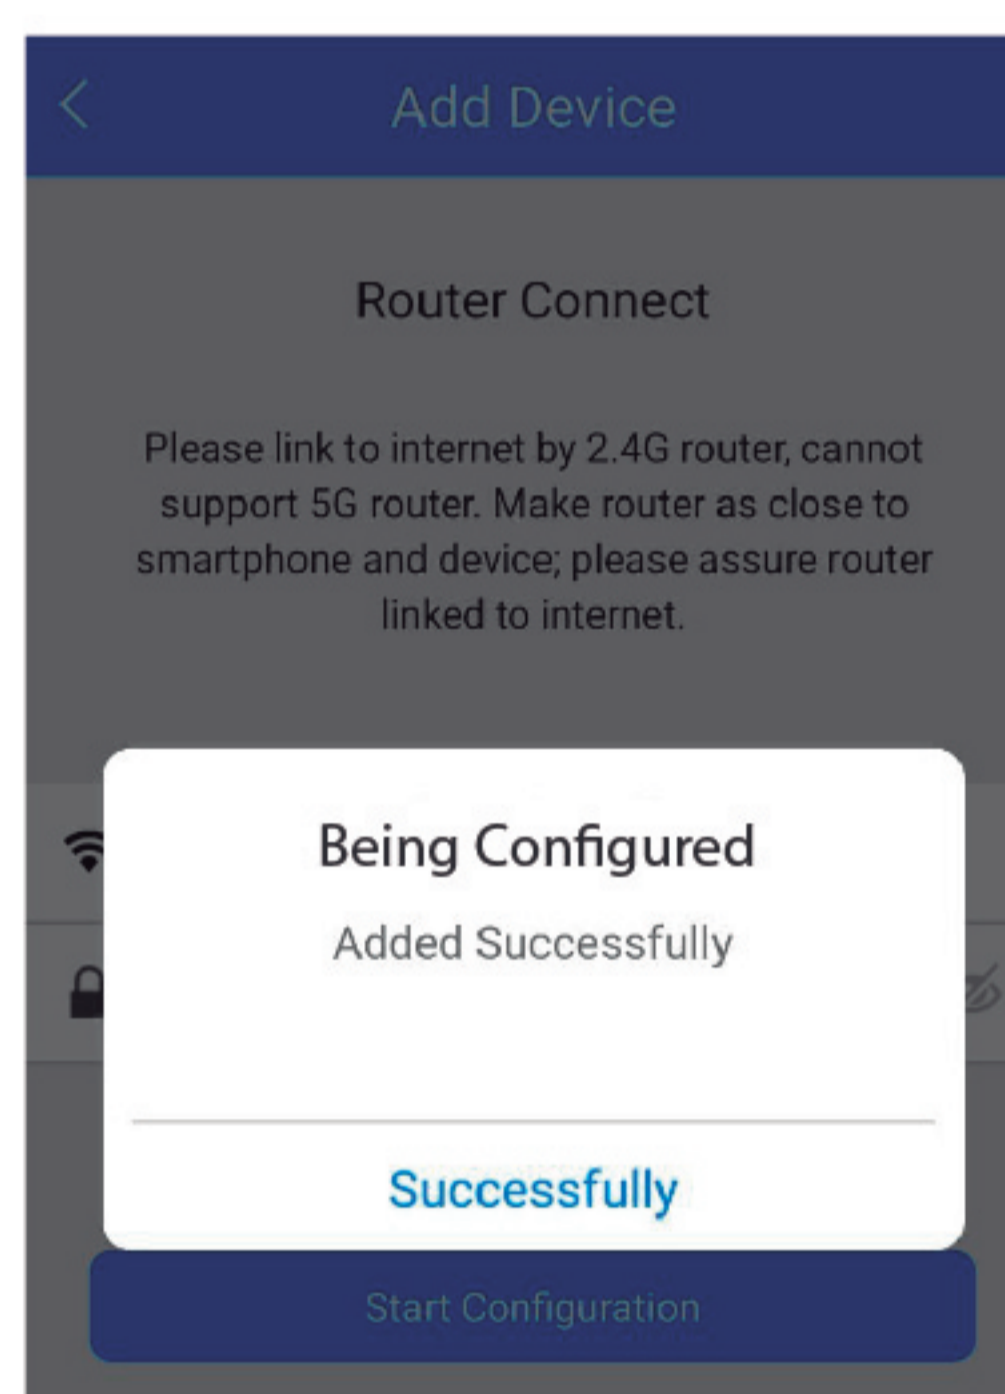 Add Device
Router Connect
Please link to internet by 2.4G router, cannot
support 5G router. Make router as close to
smartphone and device; please assure router
linked to internet.
Being Configured
Added Successfully
Successfully
Start Configuration